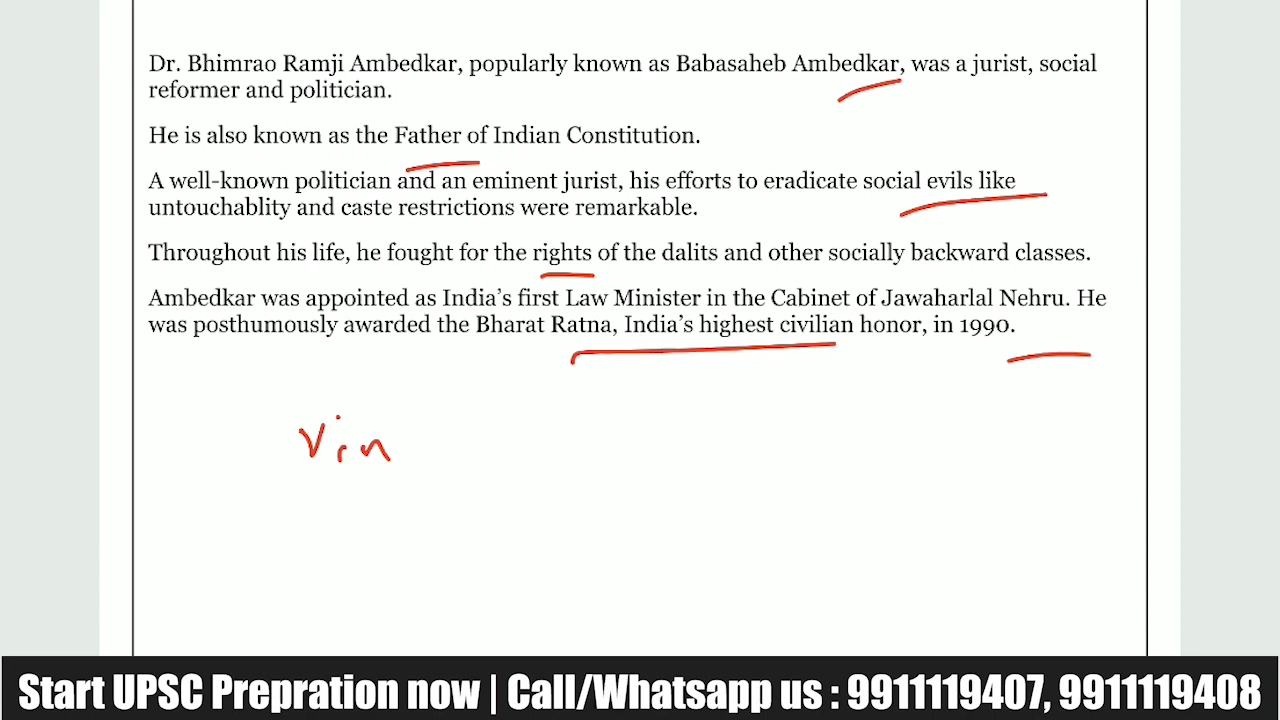 Dr. Bhimrao Ramji Ambedkar, popularly known as Babasaheb Ambedkar, was a jurist, social
reformer and politician.
He is also known as the Father of Indian Constitution.
A well-known politician and an eminent jurist, his efforts to eradicate social evils like
untouchablity and caste restrictions were remarkable.
Throughout his life, he fought for the rights of the dalits and other socially backward classes.
Ambedkar was appointed as India’s first Law Minister in the Cabinet of Jawaharlal Nehru. He
was posthumously awarded the Bharat Ratna, India’s highest civilian honor, in 1990.
Vin
Start UPSC Prepration now | Call/Whatsapp us : 9911119407, 9911119408